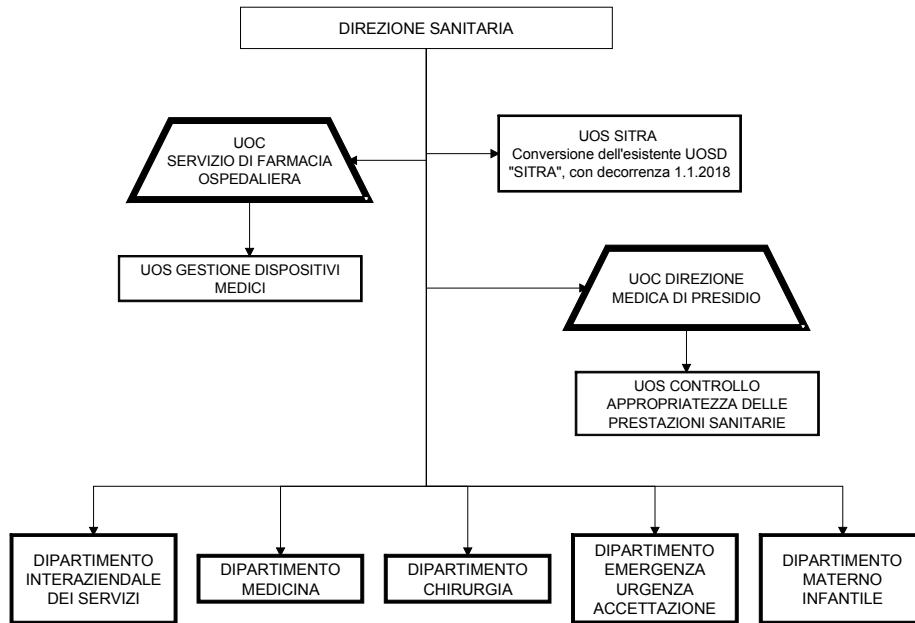 DIREZIONE SANITARIA
UOC
SERVIZIO DI FARMACIA
OSPEDALIERA
UOS SITRA
Conversione dell'esistente UOSD
"SITRA", con decorrenza 1.1.2018
UOS GESTIONE DISPOSITIVI
MEDICI
UOC DIREZIONE
MEDICA DI PRESIDIO
UOS CONTROLLO
APPROPRIATEZZA DELLE
PRESTAZIONI SANITARIE
DIPARTIMENTO
INTERAZIENDALE
DEI SERVIZI
DIPARTIMENTO
MEDICINA
DIPARTIMENTO
CHIRURGIA
DIPARTIMENTO
EMERGENZA
URGENZA
ACCETTAZIONE
DIPARTIMENTO
MATERNO
INFANTILE